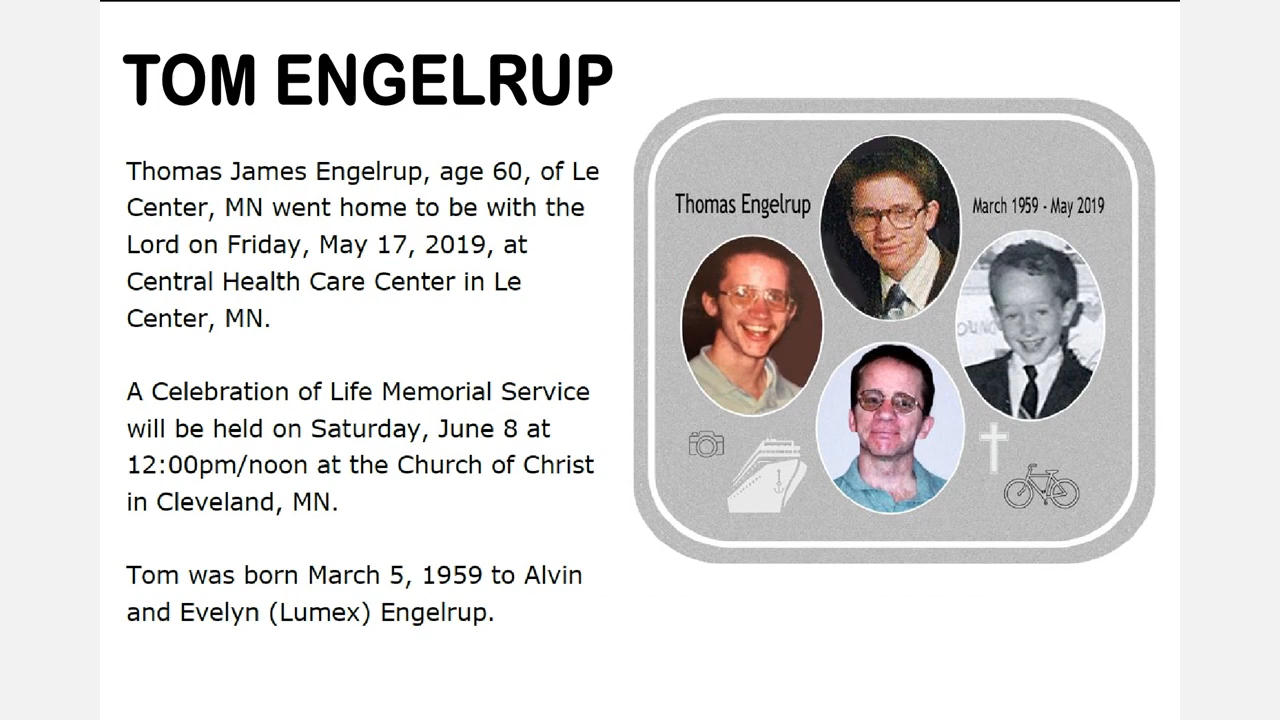 TOM ENGELRUP
Thomas James Engelrup, age 60, of Le
Center, MN went home to be with the
Lord on Friday, May 17, 2019, at
Central Health Care Center in Le
Center, MN.
A Celebration of Life Memorial Service
will be held on Saturday, June 8 at
12:00pm/noon at the Church of Christ
in Cleveland, MN.
Tom was born March 5, 1959 to Alvin
and Evelyn (Lumex) Engelrup.
Thomas Engelrup
March 1959 - May 2019